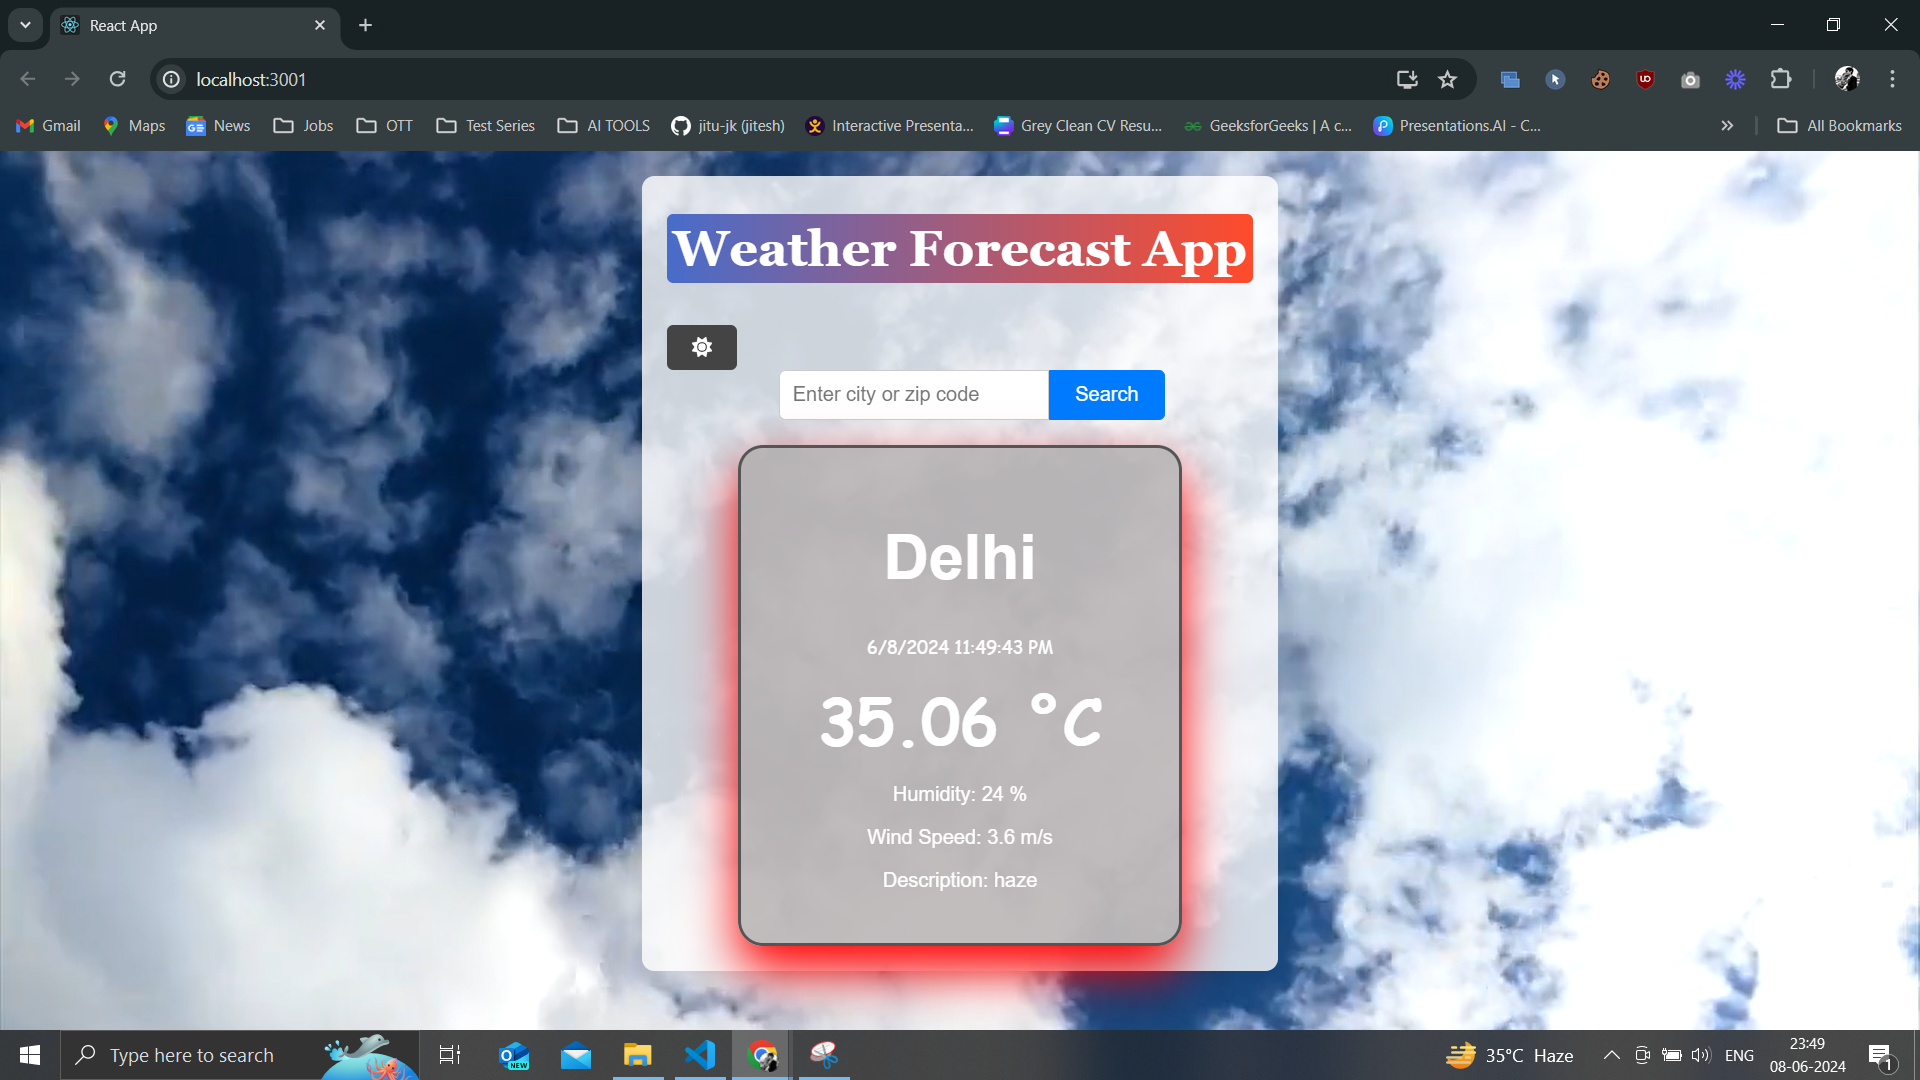 React App
localhost:3001
Gmail Maps News Jobs OTT Test Series AI TOOLS jitu-jk (jitesh) Interactive Presenta... Grey Clean CV Resu... GeeksforGeeks | A c... Presentations.AI - C... All Bookmarks
Weather Forecast App
Enter city or zip code Search
Delhi
6/8/2024 11:49:43 PM
35.06 °C
Humidity: 24 %
Wind Speed: 3.6 m/s
Description: haze
Type here to search
NEW
35°C Haze
ENG
23:49
08-06-2024
1